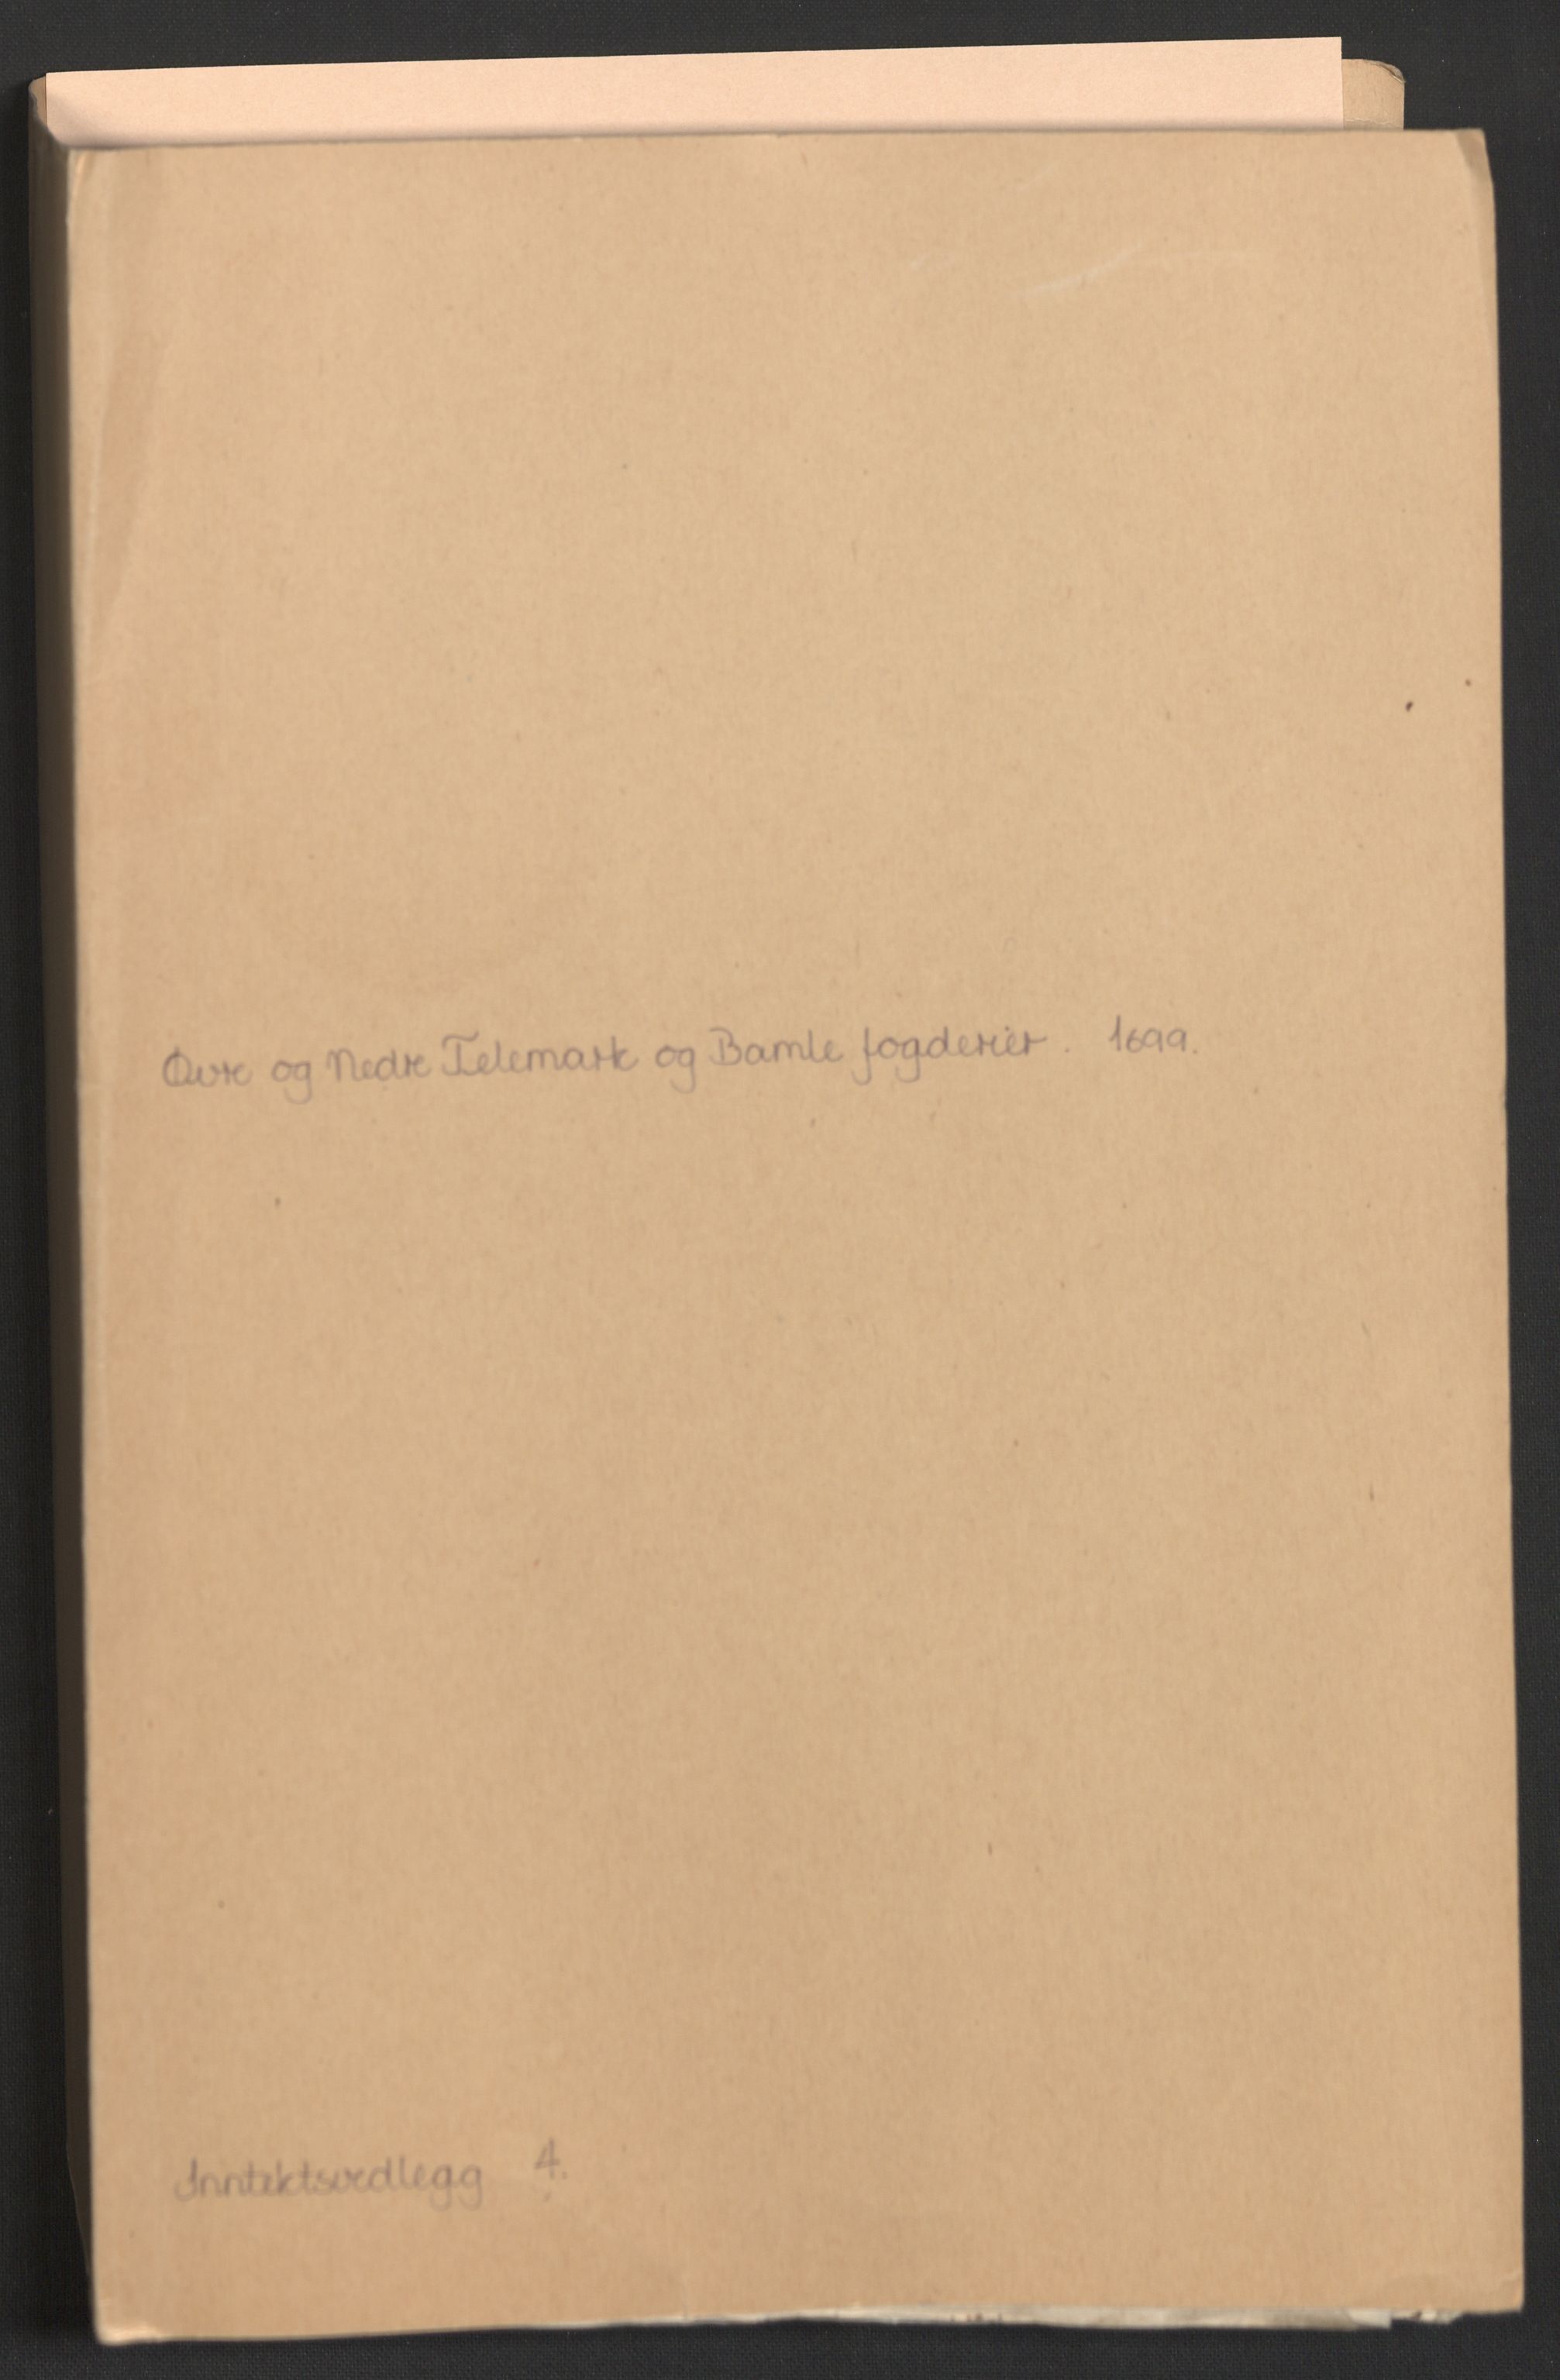 Øvre og Nedre Telemark og Bamle fogderier. 1699.
Inntektsvedlegg 4.